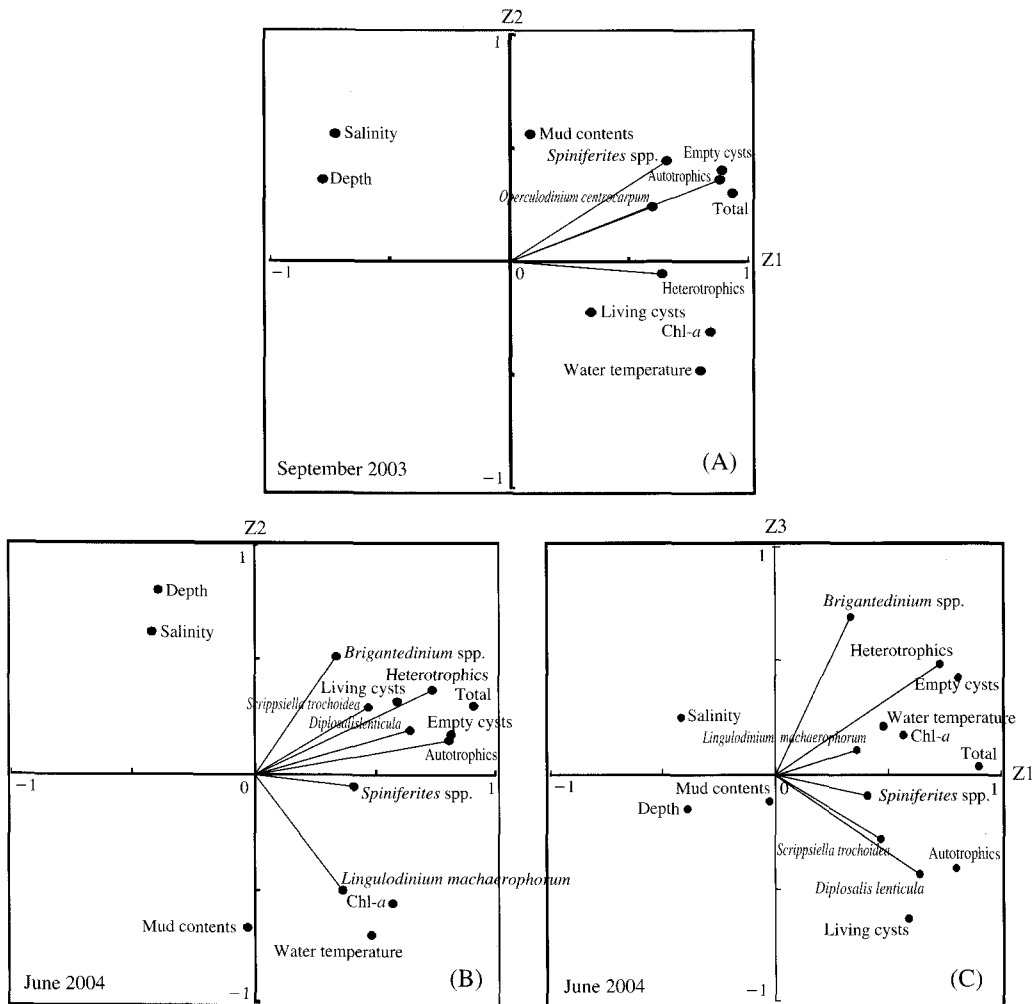 Z2
1
Salinity
Mud contents
Spiniferites spp.
Empty cysts
Depth
Autotrophics
Operculodinium centrocarpum
Total
−1
0
1
Z1
Heterotrophics
Living cysts
Chl-a
Water temperature
September 2003
−1
(A)
Z2
1
Depth
Salinity
Brigantedinium spp.
Heterotrophics
Living cysts
Total
Scrippsiella trochoidea
Diplosalislenticula
Empty cysts
Autotrophics
−1
0
1
Spiniferites spp.
Lingulodinium machaerophorum
Chl-a
Mud contents
Water temperature
June 2004
−1
(B)
Z3
1
Brigantedinium spp.
Heterotrophics
Empty cysts
Salinity
Water temperature
Lingulodinium machaerophorum
Chl-a
Total
−1
0
1
Z1
Mud contents
Depth
Spiniferites spp.
Scrippsiella trochoidea
Autotrophics
Diplosalis lenticula
Living cysts
June 2004
−1
(C)